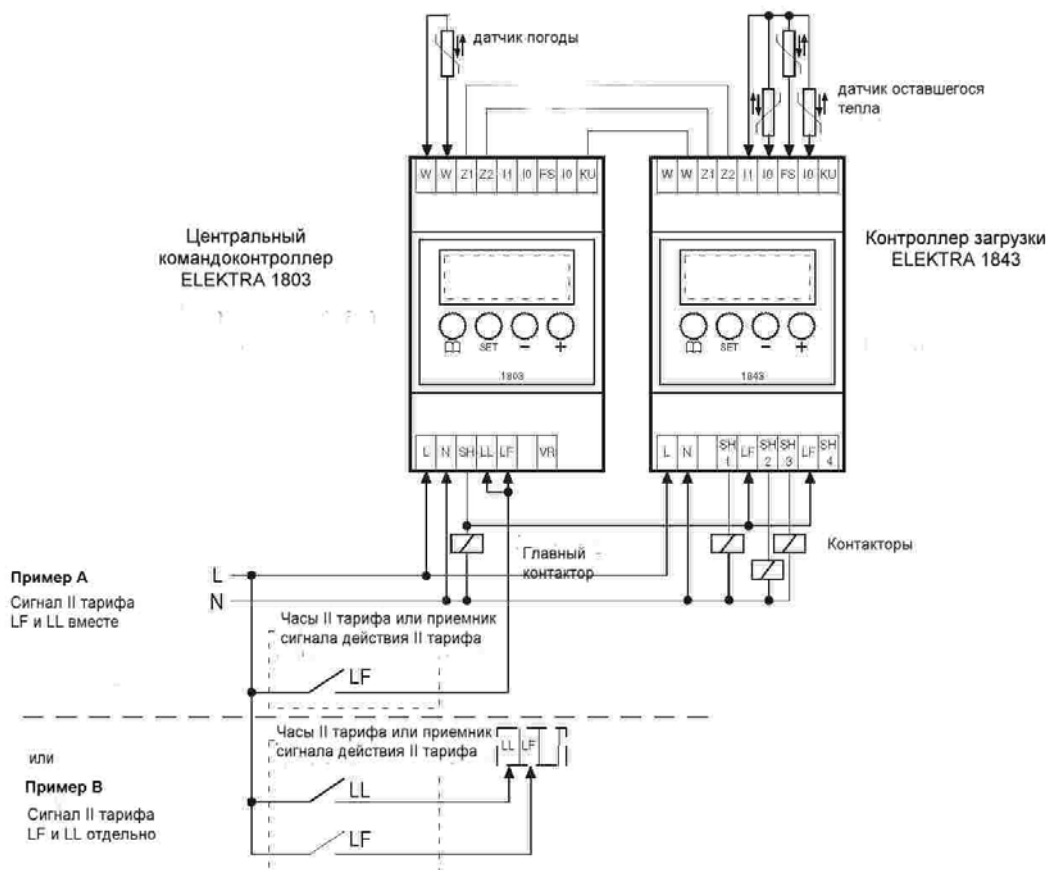 датчик погоды
датчик оставшегося
тепла
W W Z1 Z2 I1 I0 FS I0 KU
W W Z1 Z2 I1 I0 FS I0 KU
Центральный
командоконтроллер
ELEKTRA 1803
Контроллер загрузки
ELEKTRA 1843
SET - +
1803
SET - +
1843
L N SH LL LF VR
L N SH 1 LF SH 2 SH 3 LF SH 4
Главный
контактор
Контакторы
Пример А
Сигнал II тарифа
LF и LL вместе
L
N
Часы II тарифа или приемник
сигнала действия II тарифа
LF
или
Пример В
Сигнал II тарифа
LF и LL отдельно
Часы II тарифа или приемник
сигнала действия II тарифа
LL LF
LL
LF